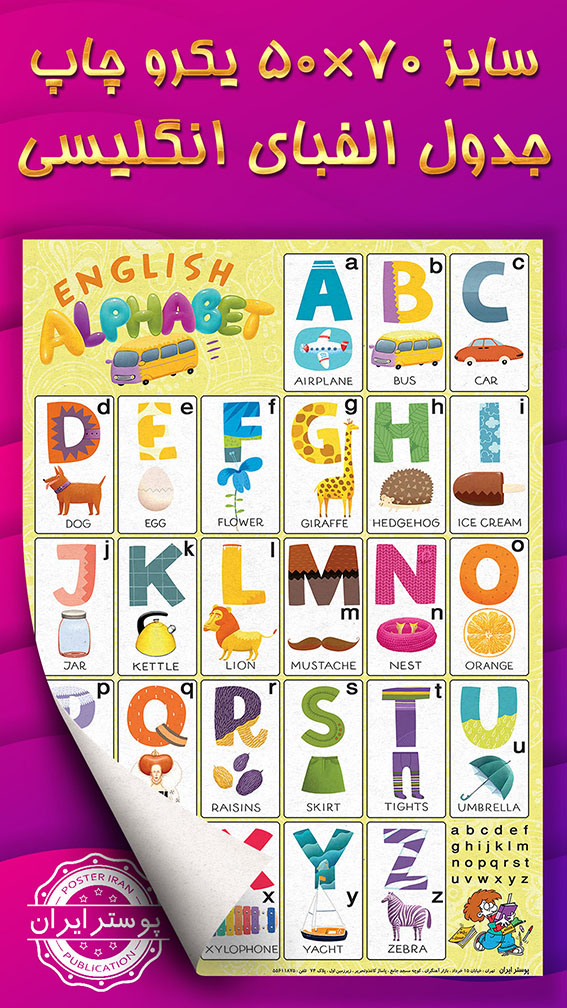 سایز ۷۰×۵۰ یکرو چاپ
جدول الفبای انگلیسی
ENGLISH
ALPHABET
A a
AIRPLANE
B b
BUS
C c
CAR
D d
DOG
E e
EGG
F f
FLOWER
G g
GIRAFFE
H h
HEDGEHOG
I i
ICE CREAM
J j
JAR
K k
KETTLE
L l
LION
M m
MUSTACHE
N n
NEST
O o
ORANGE
P p
Q q
R r
RAISINS
S s
SKIRT
T t
TIGHTS
U u
UMBRELLA
x
XYLOPHONE
Y y
YACHT
Z z
ZEBRA
a b c d e f
g h i j k l m
n o p q r s t
u v w x y z
POSTER IRAN
پوستر ایران
PUBLICATION
پوستر ایران